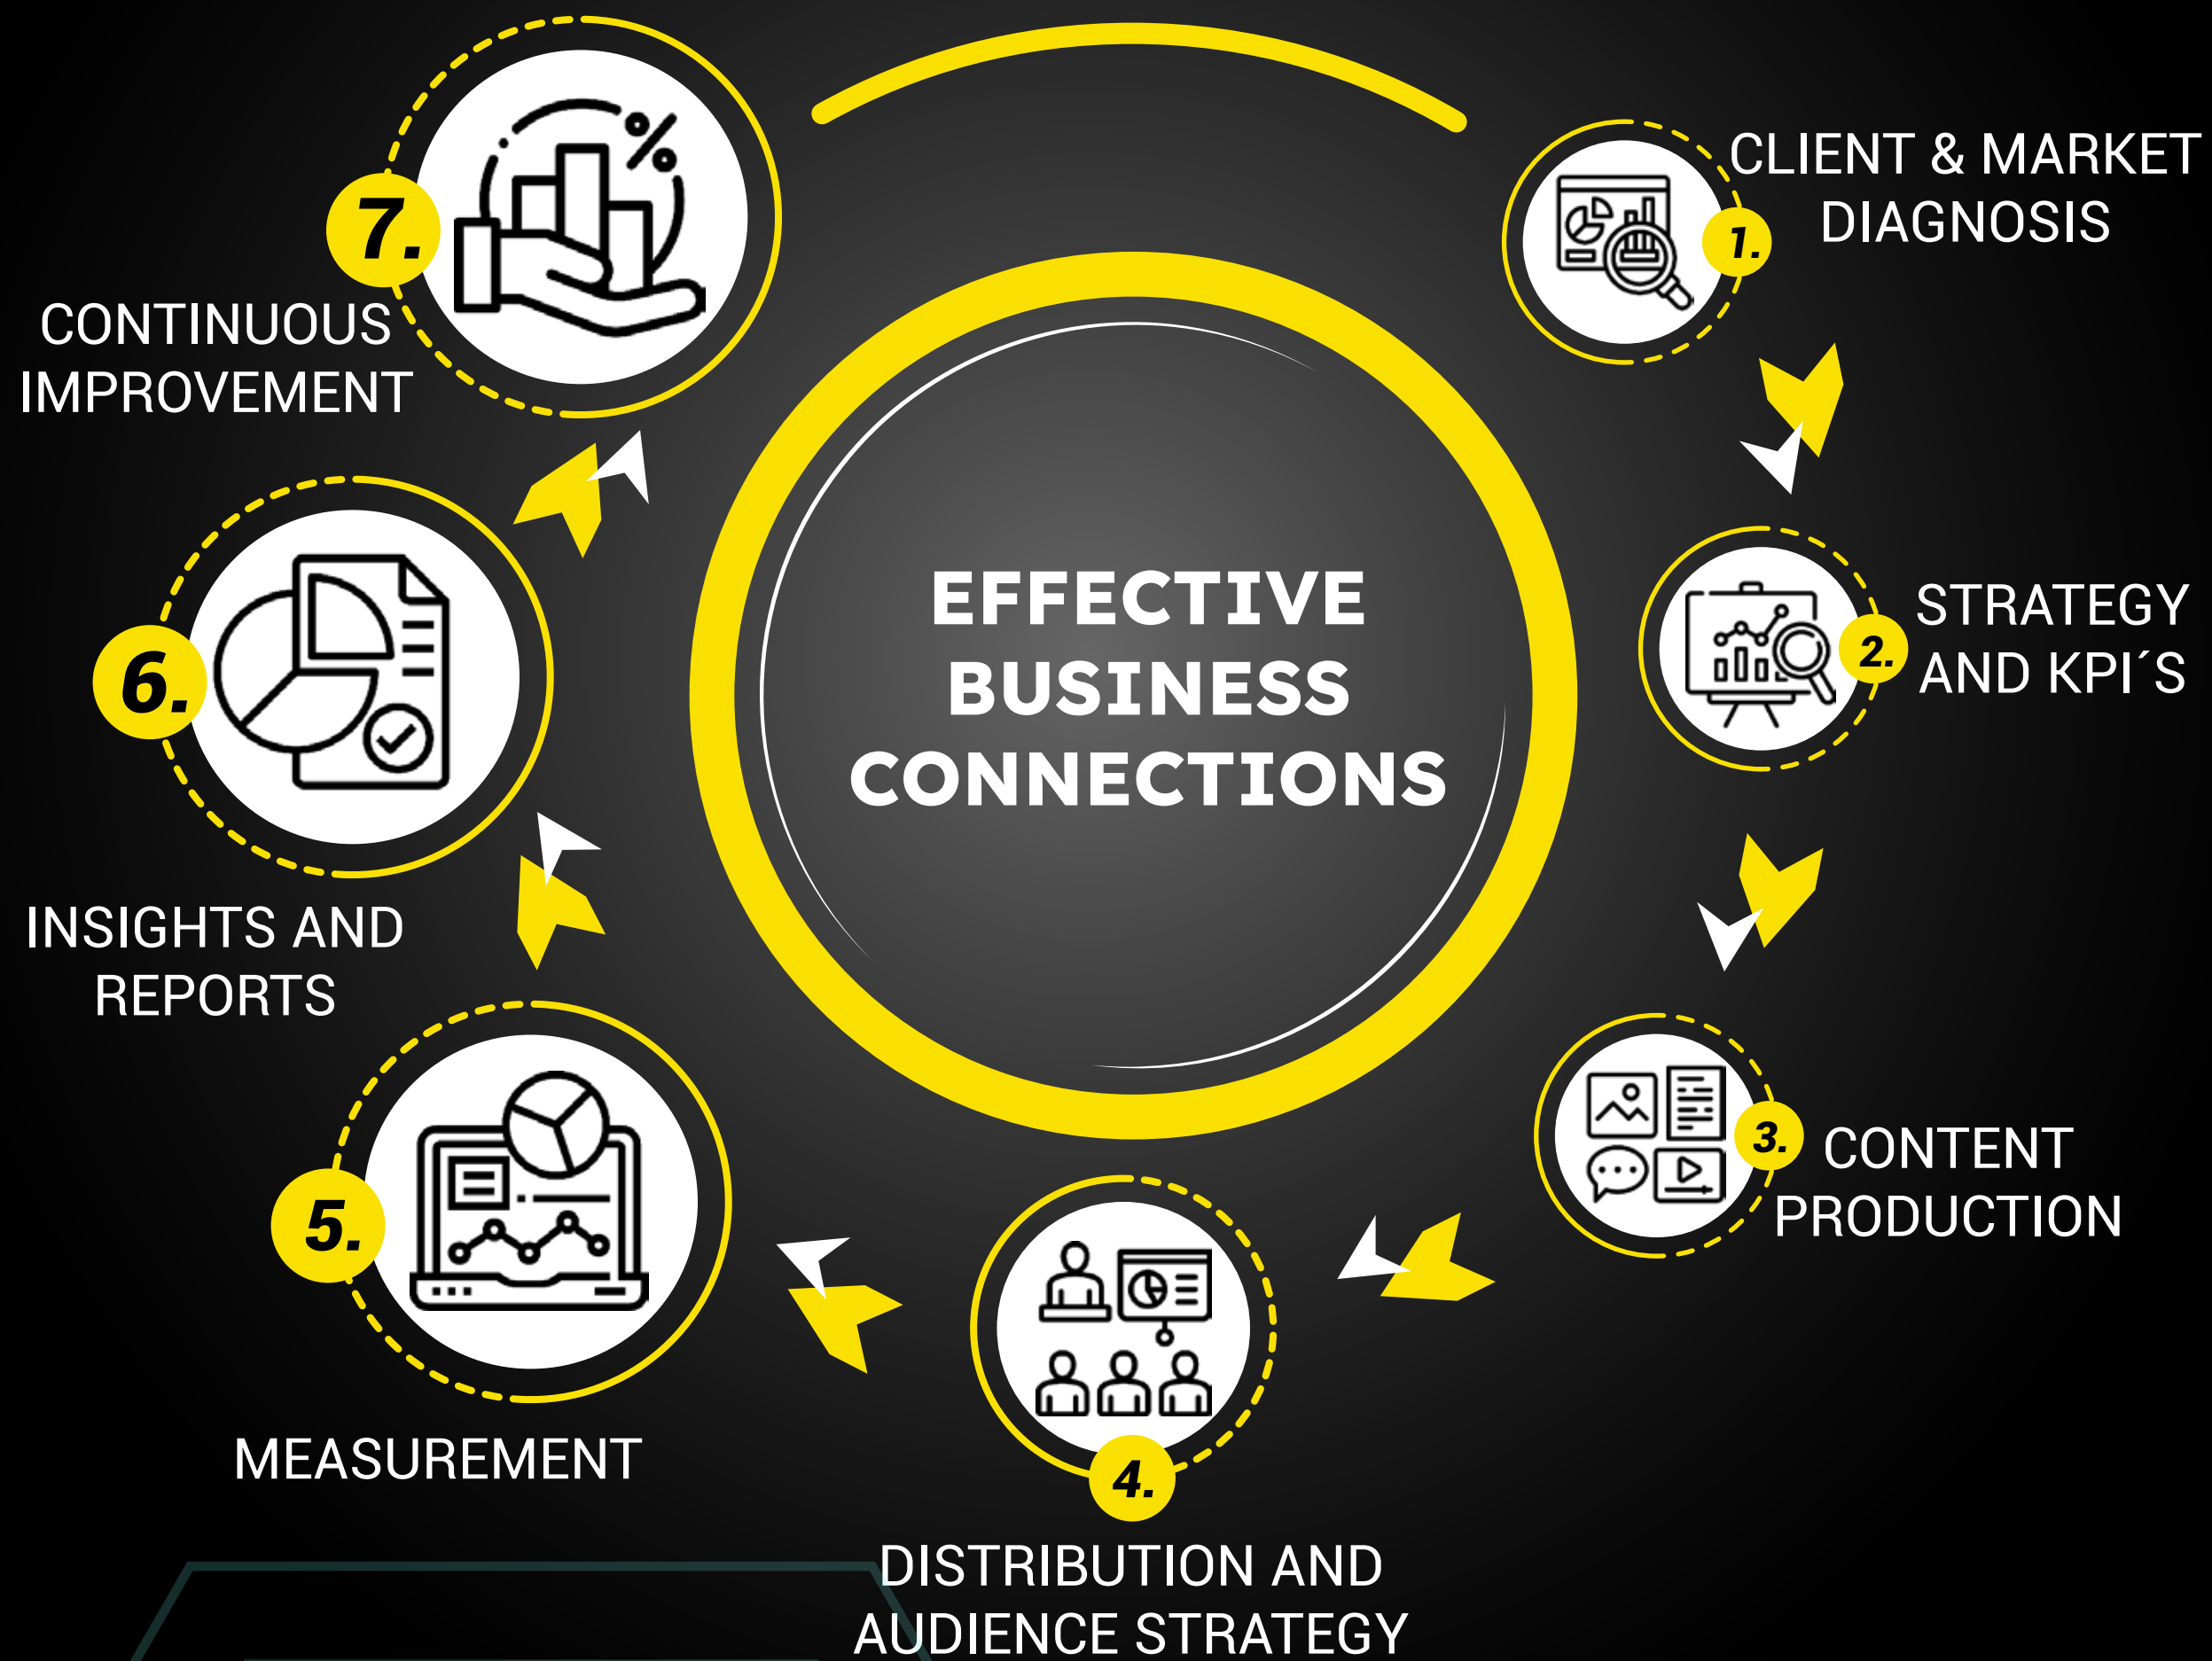 EFFECTIVE
BUSINESS
CONNECTIONS
1.
CLIENT & MARKET
DIAGNOSIS
2.
STRATEGY
AND KPI´S
3.
CONTENT
PRODUCTION
4.
DISTRIBUTION AND
AUDIENCE STRATEGY
5.
MEASUREMENT
6.
INSIGHTS AND
REPORTS
7.
CONTINUOUS
IMPROVEMENT
%